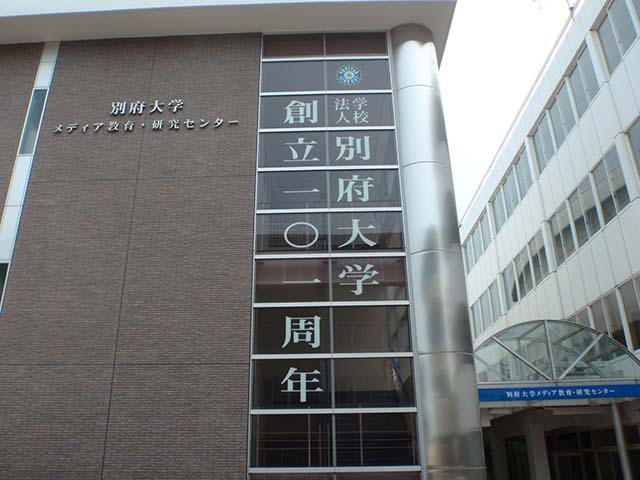 別府大学
メディア教育・研究センター
学校法人
別府大学
創立一〇一周年
別府大学メディア教育・研究センター